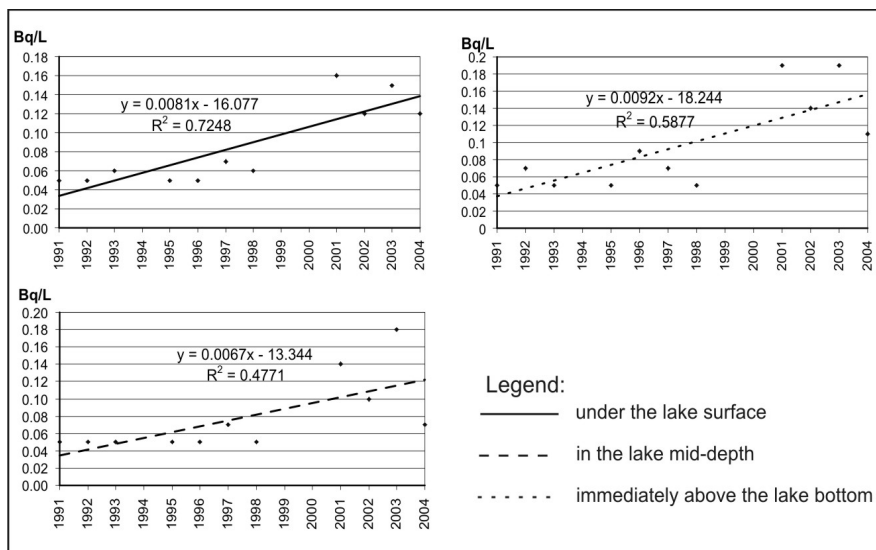 Bq/L
0.18
0.16
0.14
0.12
0.10
0.08
0.06
0.04
0.02
0.00
y = 0.0081x - 16.077
R² = 0.7248
1991 1992 1993 1994 1995 1996 1997 1998 1999 2000 2001 2002 2003 2004
Bq/L
0.2
0.18
0.16
0.14
0.12
0.1
0.08
0.06
0.04
0.02
0
y = 0.0092x - 18.244
R² = 0.5877
1991 1992 1993 1994 1995 1996 1997 1998 1999 2000 2001 2002 2003 2004
Bq/L
0.20
0.18
0.16
0.14
0.12
0.10
0.08
0.06
0.04
0.02
0.00
y = 0.0067x - 13.344
R² = 0.4771
1991 1992 1993 1994 1995 1996 1997 1998 1999 2000 2001 2002 2003 2004
Legend:
under the lake surface
in the lake mid-depth
immediately above the lake bottom